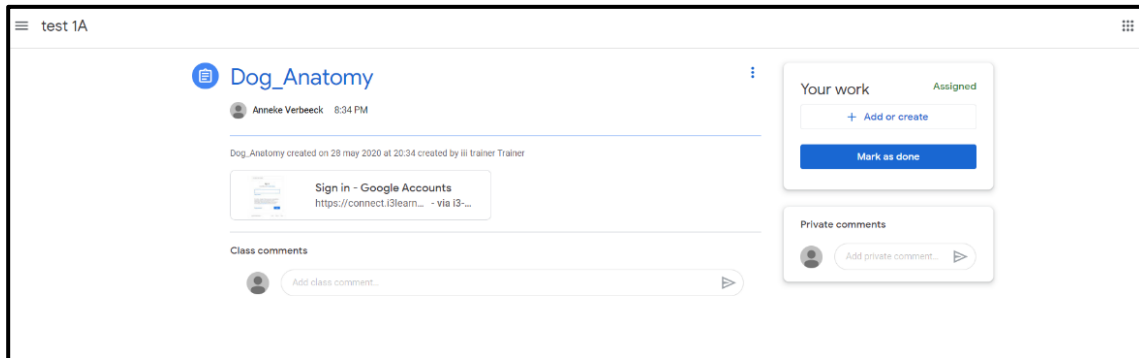 test 1A
Dog_Anatomy
Anneke Verbeeck 8:34 PM
Dog_Anatomy created on 28 may 2020 at 20:34 created by iii trainer Trainer
Sign in - Google Accounts
https://connect.i3learn... - via i3-...
Class comments
Add class comment...
Your work Assigned
+ Add or create
Mark as done
Private comments
Add private comment...